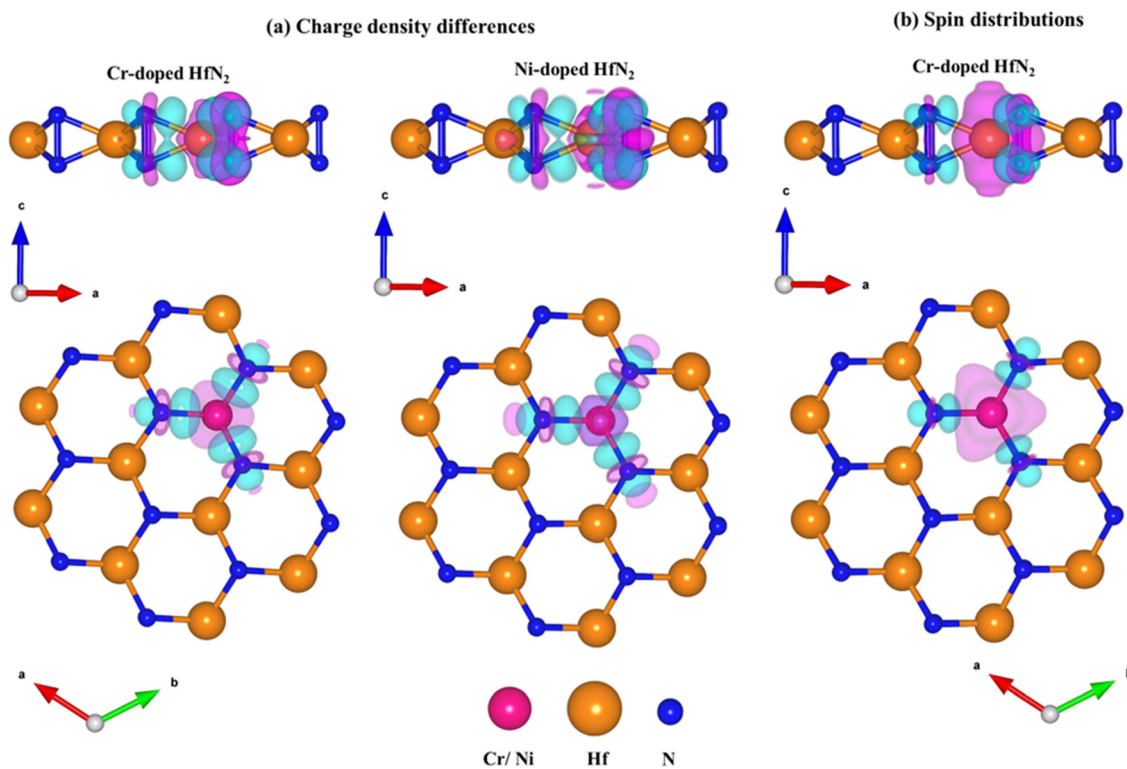 (a) Charge density differences
(b) Spin distributions
Cr-doped HfN₂
Ni-doped HfN₂
Cr-doped HfN₂
c
a
c
a
c
a
a
b
a
Cr/ Ni
Hf
N